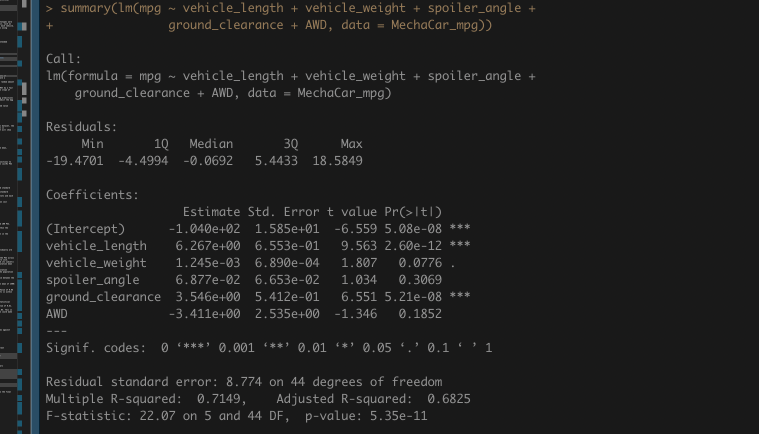 > summary(lm(mpg ~ vehicle_length + vehicle_weight + spoiler_angle +
+             ground_clearance + AWD, data = MechaCar_mpg))
Call:
lm(formula = mpg ~ vehicle_length + vehicle_weight + spoiler_angle +
    ground_clearance + AWD, data = MechaCar_mpg)
Residuals:
     Min       1Q   Median       3Q      Max
-19.4701  -4.4994  -0.0692   5.4433  18.5849
Coefficients:
                   Estimate Std. Error t value Pr(>|t|)
(Intercept)      -1.040e+02  1.585e+01  -6.559 5.08e-08 ***
vehicle_length    6.267e+00  6.553e-01   9.563 2.60e-12 ***
vehicle_weight    1.245e-03  6.890e-04   1.807   0.0776 .
spoiler_angle     6.877e-02  6.653e-02   1.034   0.3069
ground_clearance  3.546e+00  5.412e-01   6.551 5.21e-08 ***
AWD              -3.411e+00  2.535e+00  -1.346   0.1852
---
Signif. codes:  0 ‘***’ 0.001 ‘**’ 0.01 ‘*’ 0.05 ‘.’ 0.1 ‘ ’ 1
Residual standard error: 8.774 on 44 degrees of freedom
Multiple R-squared:  0.7149,    Adjusted R-squared:  0.6825
F-statistic: 22.07 on 5 and 44 DF,  p-value: 5.35e-11